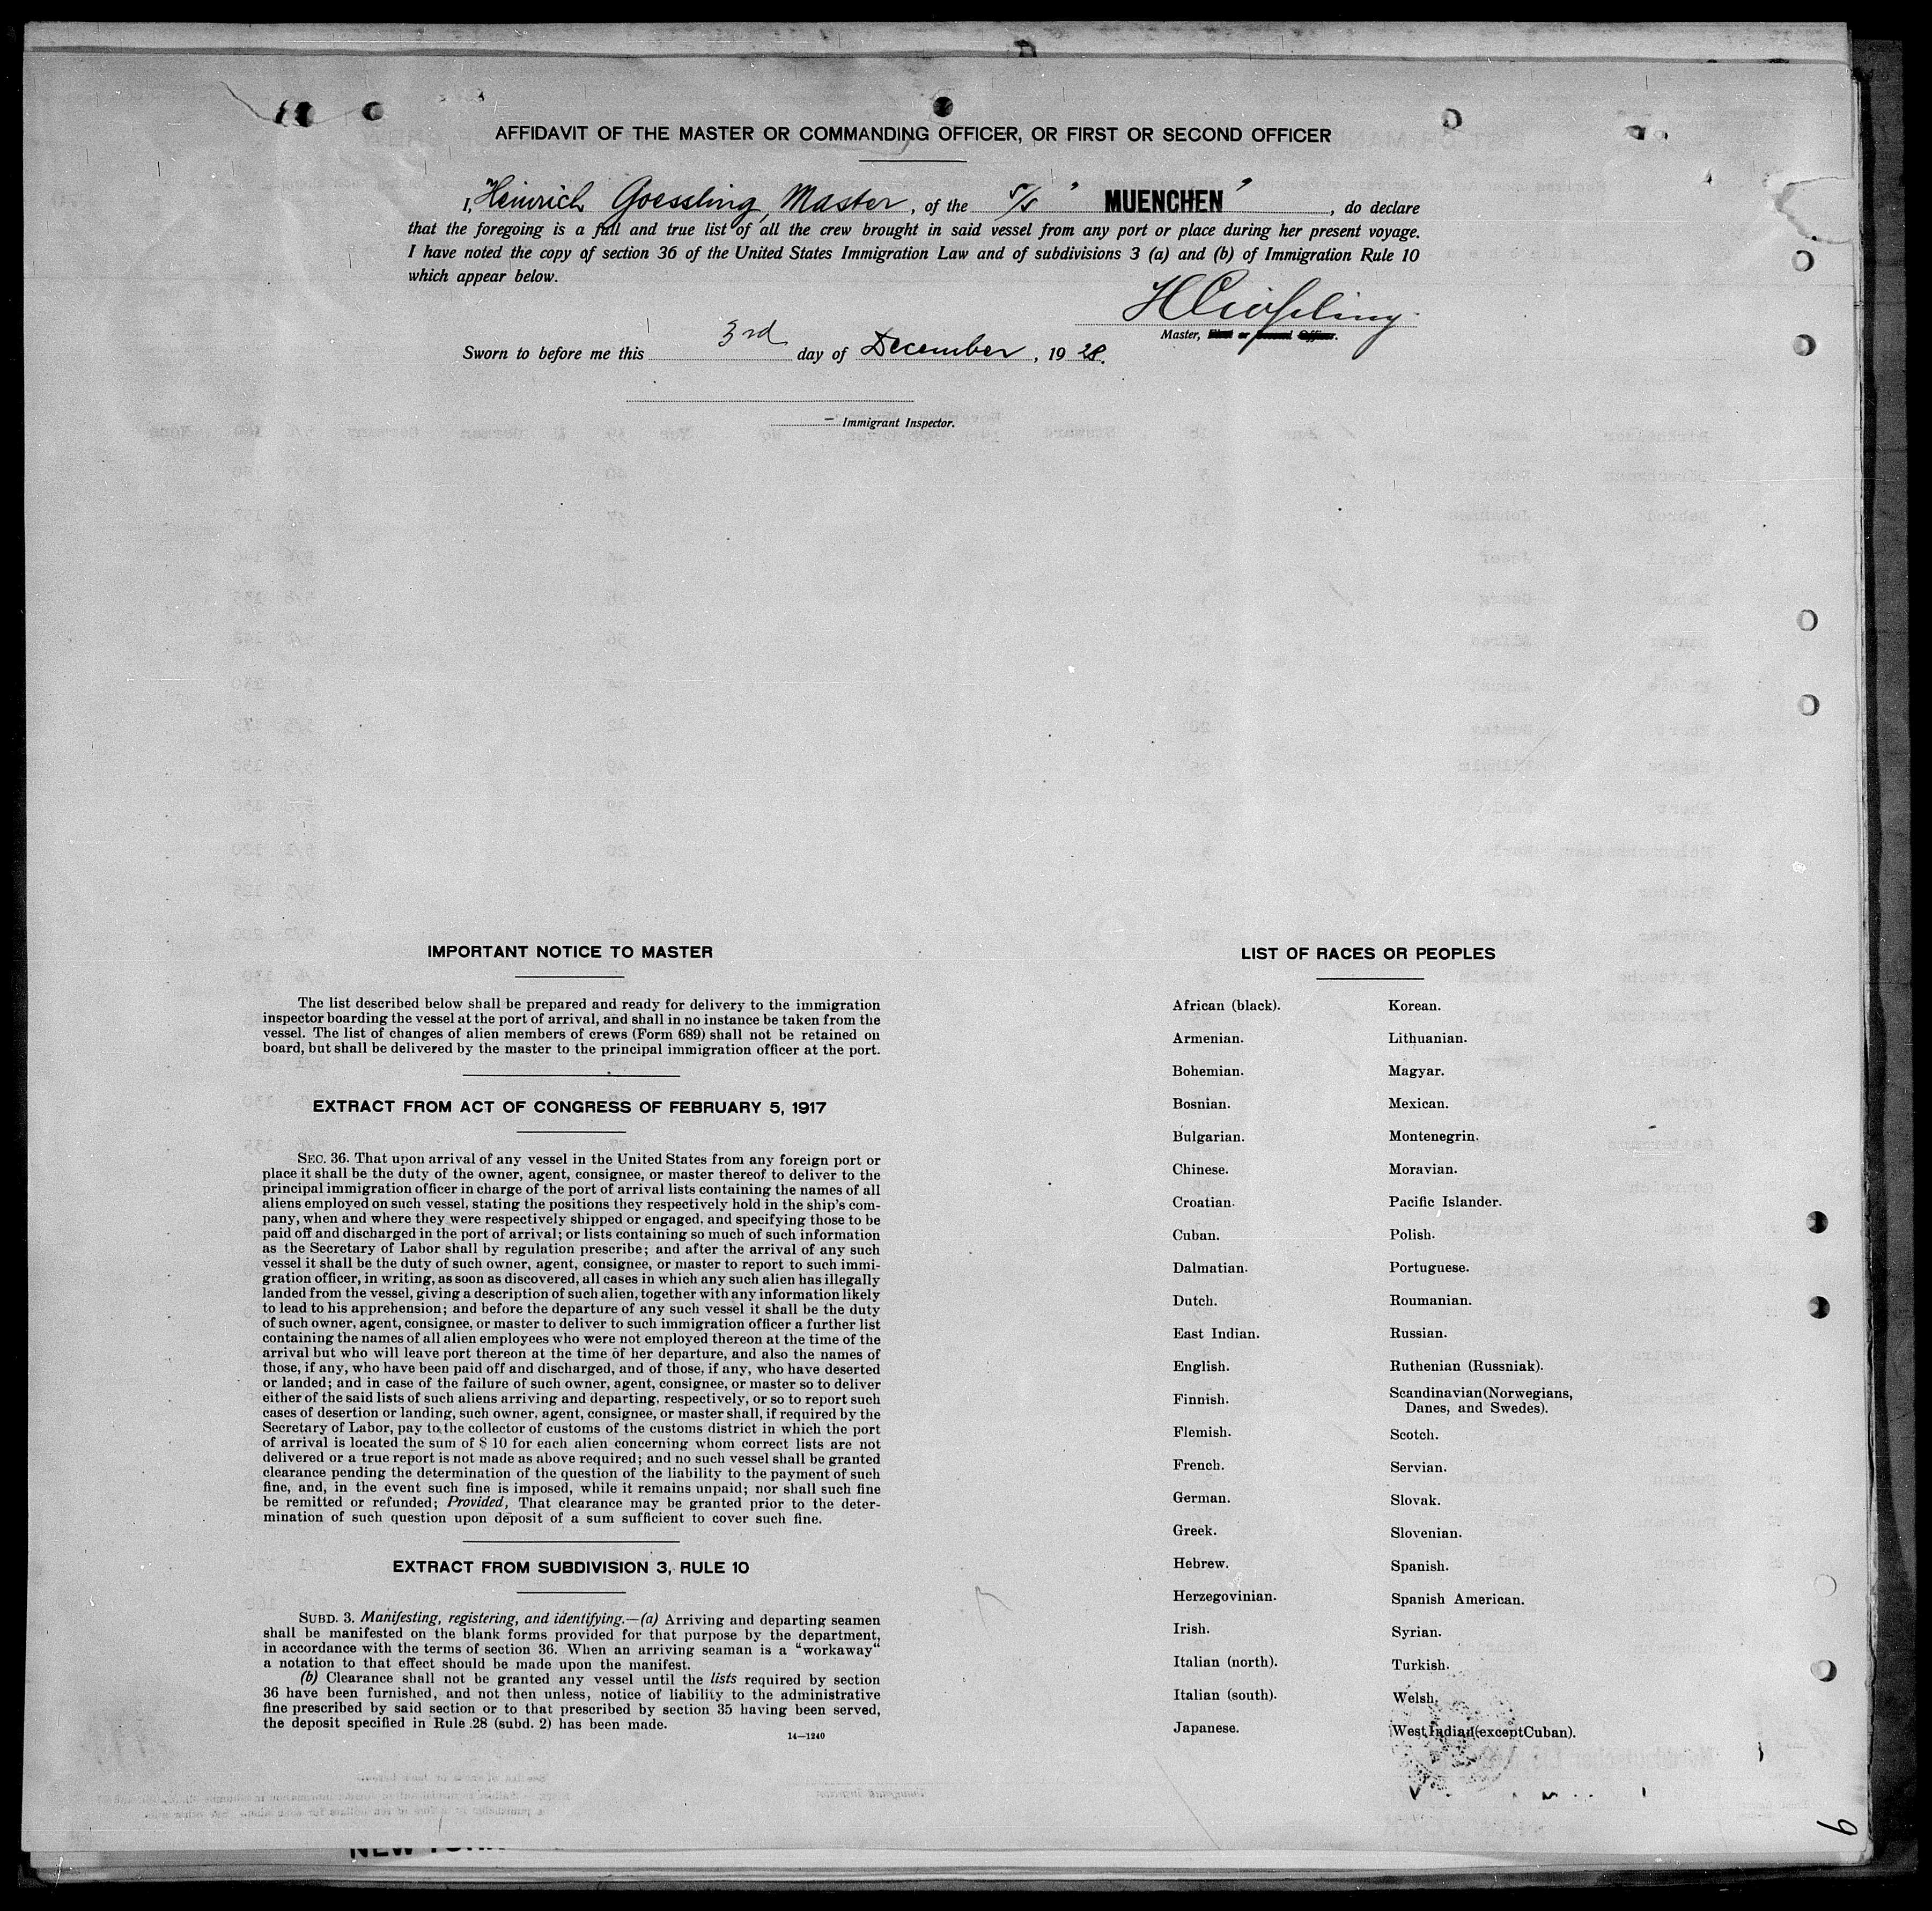 AFFIDAVIT OF THE MASTER OR COMMANDING OFFICER, OR FIRST OR SECOND OFFICER
I, Heinrich Goessling, Master, of the S/S "MUENCHEN", do declare
that the foregoing is a full and true list of all the crew brought in said vessel from any port or place during her present voyage.
I have noted the copy of section 36 of the United States Immigration Law and of subdivisions 3 (a) and (b) of Immigration Rule 10
which appear below.
H Goessling
Master, First or Second Officer.
Sworn to before me this 3rd day of December, 1928.
Immigrant Inspector.
IMPORTANT NOTICE TO MASTER
The list described below shall be prepared and ready for delivery to the immigration
inspector boarding the vessel at the port of arrival, and shall in no instance be taken from the
vessel. The list of changes of alien members of crews (Form 689) shall not be retained on
board, but shall be delivered by the master to the principal immigration officer at the port.
EXTRACT FROM ACT OF CONGRESS OF FEBRUARY 5, 1917
SEC. 36. That upon arrival of any vessel in the United States from any foreign port or
place it shall be the duty of the owner, agent, consignee, or master thereof to deliver to the
principal immigration officer in charge of the port of arrival lists containing the names of all
aliens employed on such vessel, stating the positions they respectively hold in the ship's com-
pany, when and where they were respectively shipped or engaged, and specifying those to be
paid off and discharged in the port of arrival; or lists containing so much of such information
as the Secretary of Labor shall by regulation prescribe; and after the arrival of any such
vessel it shall be the duty of such owner, agent, consignee, or master to report to such immi-
gration officer, in writing, as soon as discovered, all cases in which any such alien has illegally
landed from the vessel, giving a description of such alien, together with any information likely
to lead to his apprehension; and before the departure of any such vessel it shall be the duty
of such owner, agent, consignee, or master to deliver to such immigration officer a further list
containing the names of all alien employees who were not employed thereon at the time of the
arrival but who will leave port thereon at the time of her departure, and also the names of
those, if any, who have been paid off and discharged, and of those, if any, who have deserted
or landed; and in case of the failure of such owner, agent, consignee, or master so to deliver
either of the said lists of such aliens arriving and departing, respectively, or so to report such
cases of desertion or landing, such owner, agent, consignee, or master shall, if required by the
Secretary of Labor, pay to the collector of customs of the customs district in which the port
of arrival is located the sum of $ 10 for each alien concerning whom correct lists are not
delivered or a true report is not made as above required; and no such vessel shall be granted
clearance pending the determination of the question of the liability to the payment of such
fine, and, in the event such fine is imposed, while it remains unpaid; nor shall such fine
be remitted or refunded; Provided, That clearance may be granted prior to the deter-
mination of such question upon deposit of a sum sufficient to cover such fine.
EXTRACT FROM SUBDIVISION 3, RULE 10
SUBD. 3. Manifesting, registering, and identifying.—(a) Arriving and departing seamen
shall be manifested on the blank forms provided for that purpose by the department,
in accordance with the terms of section 36. When an arriving seaman is a "workaway"
a notation to that effect should be made upon the manifest.
(b) Clearance shall not be granted any vessel until the lists required by section
36 have been furnished, and not then unless, notice of liability to the administrative
fine prescribed by said section or to that prescribed by section 35 having been served,
the deposit specified in Rule 28 (subd. 2) has been made.
14—1240
LIST OF RACES OR PEOPLES
African (black).
Armenian.
Bohemian.
Bosnian.
Bulgarian.
Chinese.
Croatian.
Cuban.
Dalmatian.
Dutch.
East Indian.
English.
Finnish.
Flemish.
French.
German.
Greek.
Hebrew.
Herzegovinian.
Irish.
Italian (north).
Italian (south).
Japanese.
Korean.
Lithuanian.
Magyar.
Mexican.
Montenegrin.
Moravian.
Pacific Islander.
Polish.
Portuguese.
Roumanian.
Russian.
Ruthenian (Russniak).
Scandinavian (Norwegians,
Danes, and Swedes).
Scotch.
Servian.
Slovak.
Slovenian.
Spanish.
Spanish American.
Syrian.
Turkish.
Welsh.
West Indian (except Cuban).
9
NEW YORK